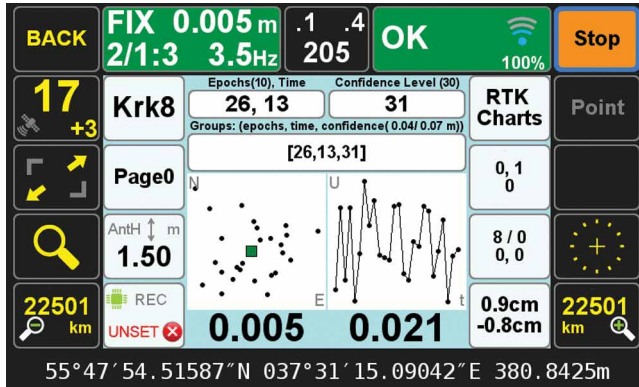 BACK
FIX 0.005 m
2/1:3 3.5Hz
.1 .4
205
OK
100%
Stop
17
+3
Krk8
Epochs(10), Time
26, 13
Confidence Level (30)
31
RTK
Charts
Point
Groups: (epochs, time, confidence( 0.04/ 0.07 m))
[26,13,31]
Page0
0, 1
0
N
E
U
t
AntH m
1.50
8 / 0
0, 0
22501
km
REC
UNSET
0.005
0.021
0.9cm
-0.8cm
22501
km
55°47′54.51587″N 037°31′15.09042″E 380.8425m